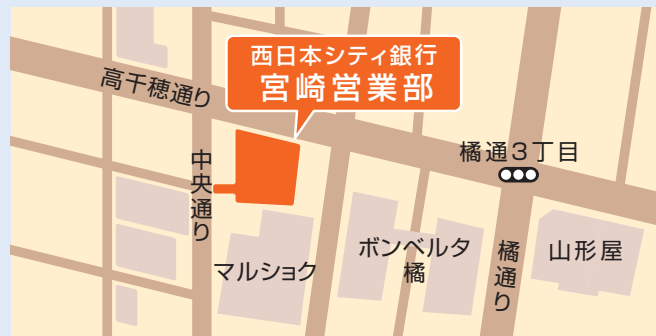 西日本シティ銀行
宮崎営業部
高千穂通り
橘通3丁目
中央通り
マルショク
ボンベルタ
橘
橘通り
山形屋